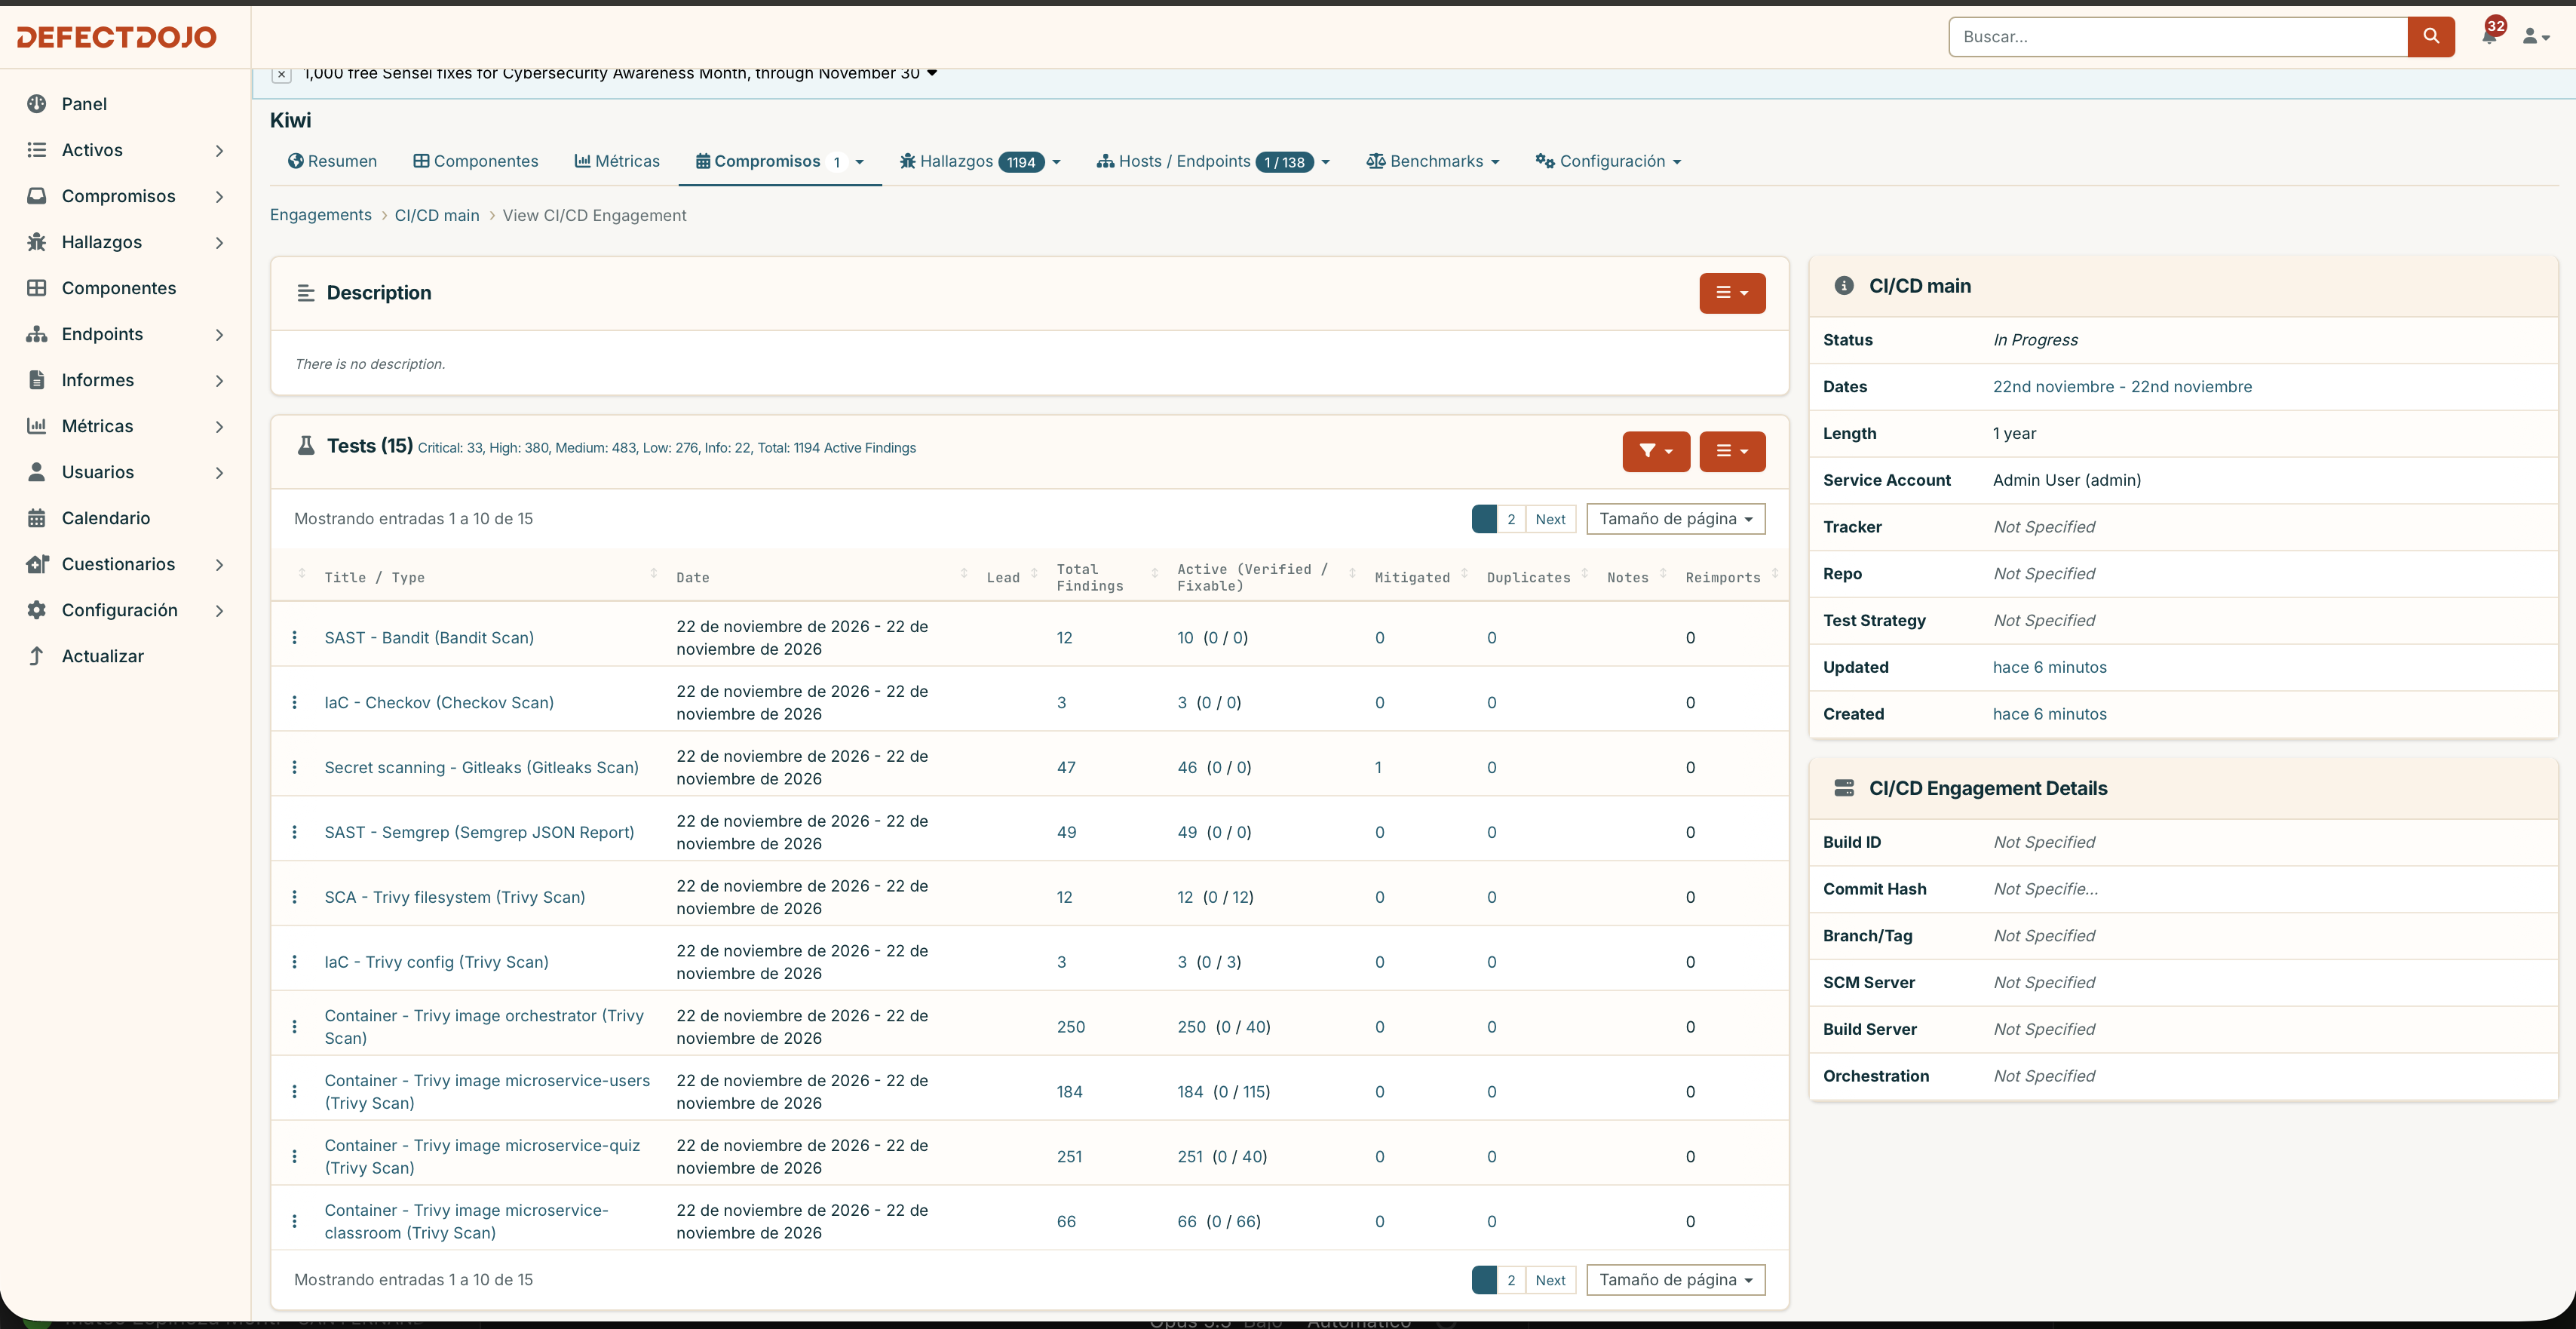 DEFECTDOJO
Buscar...
32
Panel
Activos
Compromisos
Hallazgos
Componentes
Endpoints
Informes
Métricas
Usuarios
Calendario
Cuestionarios
Configuración
Actualizar
1,000 free Sensei fixes for Cybersecurity Awareness Month, through November 30
Kiwi
Resumen Componentes Métricas Compromisos 1 Hallazgos 1194 Hosts / Endpoints 1 / 138 Benchmarks Configuración
Engagements › CI/CD main › View CI/CD Engagement
Description
There is no description.
Tests (15) Critical: 33, High: 380, Medium: 483, Low: 276, Info: 22, Total: 1194 Active Findings
Mostrando entradas 1 a 10 de 15
2 Next Tamaño de página
Title / Type Date Lead Total Findings Active (Verified / Fixable) Mitigated Duplicates Notes Reimports
SAST - Bandit (Bandit Scan) 22 de noviembre de 2026 - 22 de noviembre de 2026 12 10 (0 / 0) 0 0 0
IaC - Checkov (Checkov Scan) 22 de noviembre de 2026 - 22 de noviembre de 2026 3 3 (0 / 0) 0 0 0
Secret scanning - Gitleaks (Gitleaks Scan) 22 de noviembre de 2026 - 22 de noviembre de 2026 47 46 (0 / 0) 1 0 0
SAST - Semgrep (Semgrep JSON Report) 22 de noviembre de 2026 - 22 de noviembre de 2026 49 49 (0 / 0) 0 0 0
SCA - Trivy filesystem (Trivy Scan) 22 de noviembre de 2026 - 22 de noviembre de 2026 12 12 (0 / 12) 0 0 0
IaC - Trivy config (Trivy Scan) 22 de noviembre de 2026 - 22 de noviembre de 2026 3 3 (0 / 3) 0 0 0
Container - Trivy image orchestrator (Trivy Scan) 22 de noviembre de 2026 - 22 de noviembre de 2026 250 250 (0 / 40) 0 0 0
Container - Trivy image microservice-users (Trivy Scan) 22 de noviembre de 2026 - 22 de noviembre de 2026 184 184 (0 / 115) 0 0 0
Container - Trivy image microservice-quiz (Trivy Scan) 22 de noviembre de 2026 - 22 de noviembre de 2026 251 251 (0 / 40) 0 0 0
Container - Trivy image microservice-classroom (Trivy Scan) 22 de noviembre de 2026 - 22 de noviembre de 2026 66 66 (0 / 66) 0 0 0
Mostrando entradas 1 a 10 de 15
2 Next Tamaño de página
CI/CD main
Status In Progress
Dates 22nd noviembre - 22nd noviembre
Length 1 year
Service Account Admin User (admin)
Tracker Not Specified
Repo Not Specified
Test Strategy Not Specified
Updated hace 6 minutos
Created hace 6 minutos
CI/CD Engagement Details
Build ID Not Specified
Commit Hash Not Specifie...
Branch/Tag Not Specified
SCM Server Not Specified
Build Server Not Specified
Orchestration Not Specified